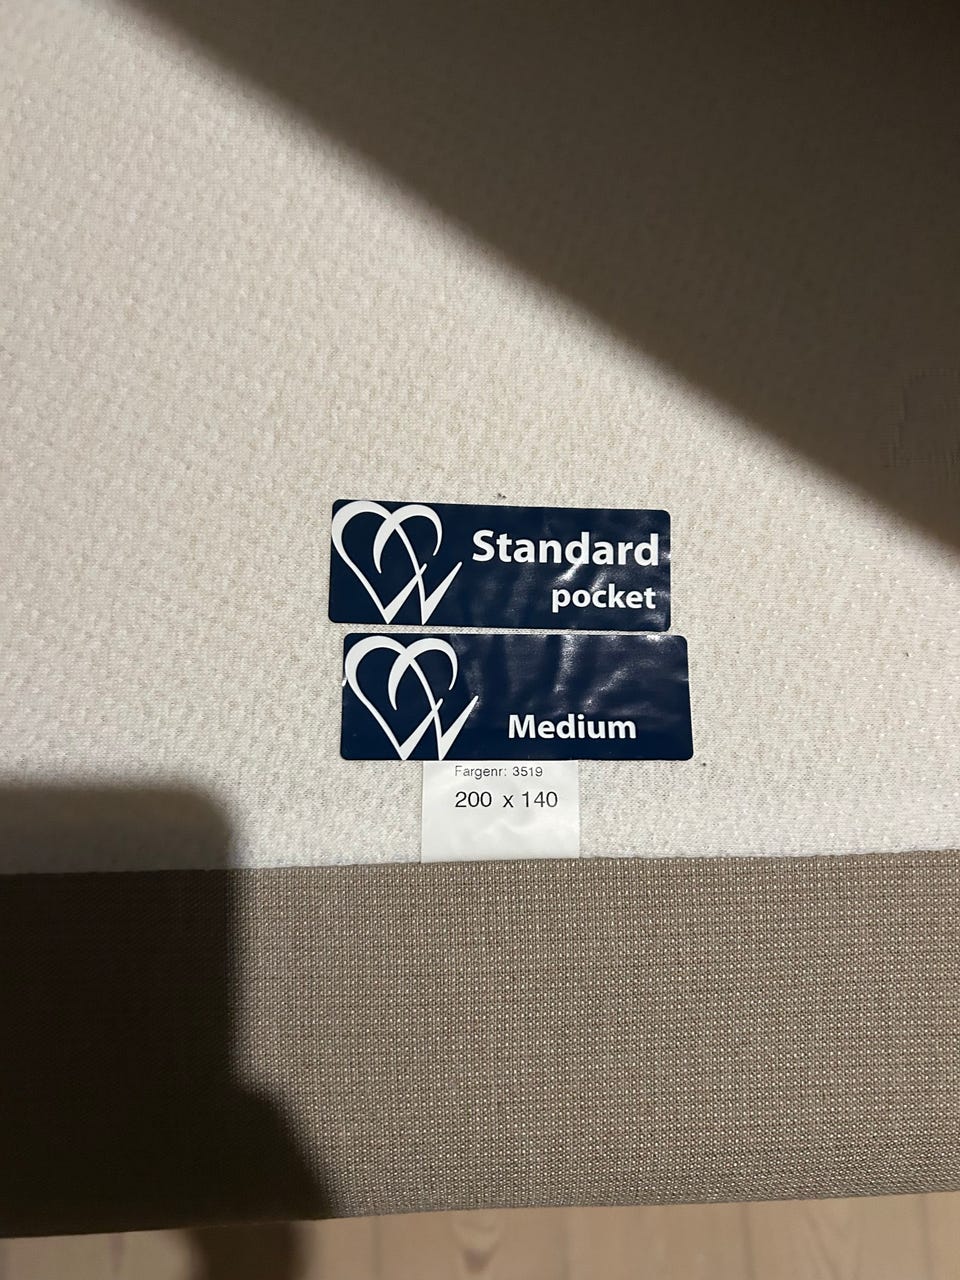 Standard
pocket
Medium
Fargenr: 3519
200 x 140